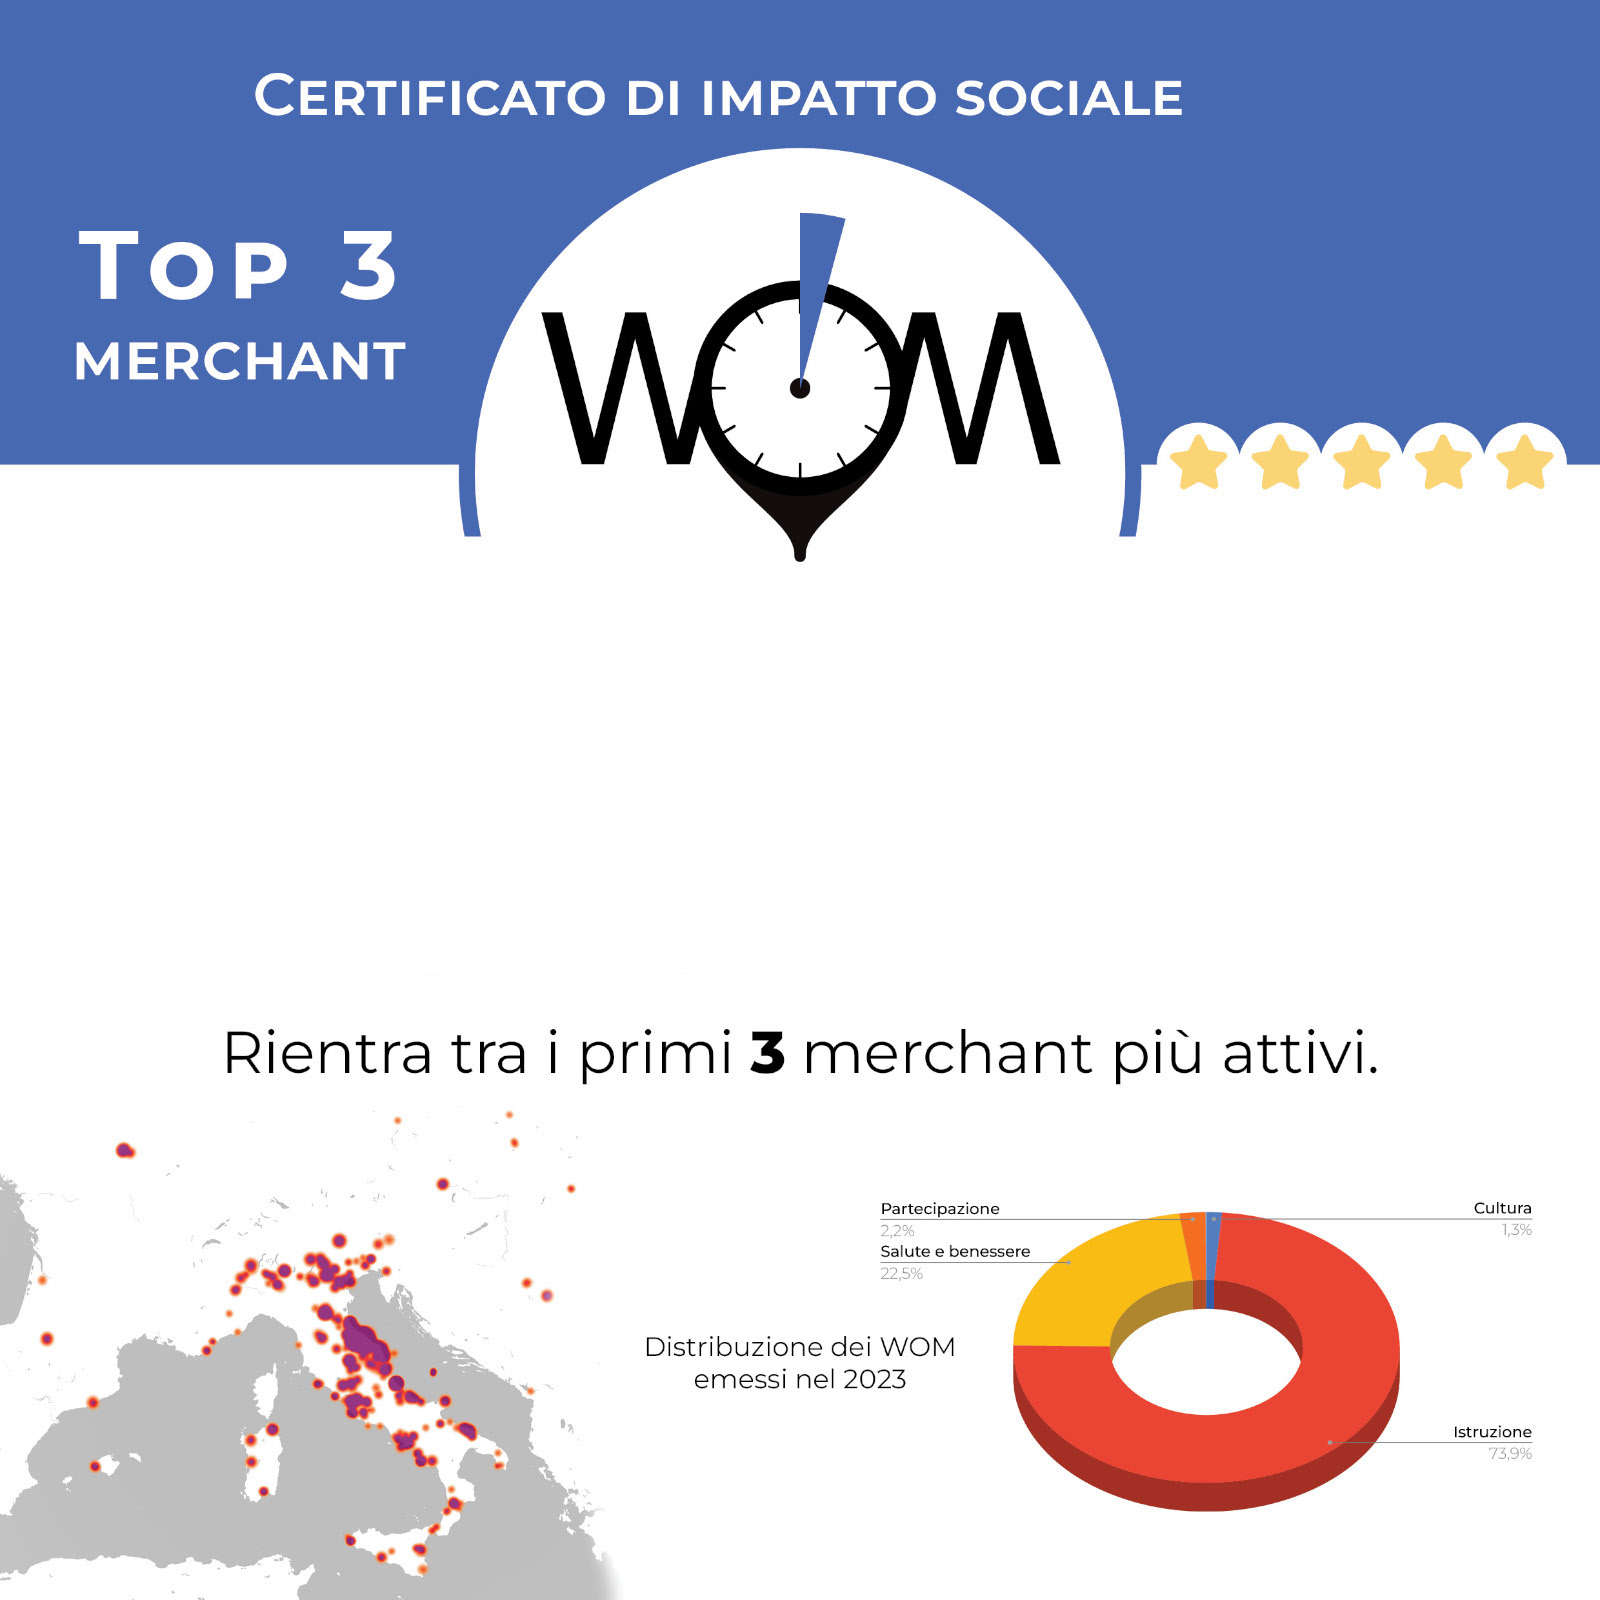 CERTIFICATO DI IMPATTO SOCIALE
TOP 3
MERCHANT
WOM
Rientra tra i primi 3 merchant più attivi.
Partecipazione
2,2%
Salute e benessere
22,5%
Cultura
1,3%
Distribuzione dei WOM
emessi nel 2023
Istruzione
73,9%